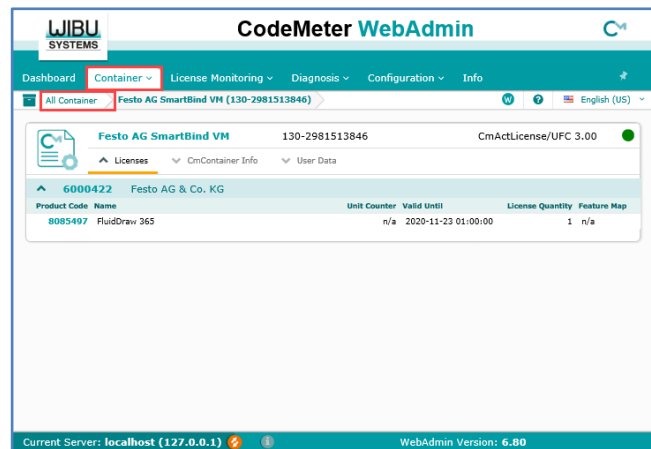 WIBU
SYSTEMS
CodeMeter WebAdmin
Dashboard Container License Monitoring Diagnosis Configuration Info
All Container Festo AG SmartBind VM (130-2981513846) W ? English (US)
Festo AG SmartBind VM 130-2981513846 CmActLicense/UFC 3.00
Licenses CmContainer Info User Data
6000422 Festo AG & Co. KG
Product Code Name Unit Counter Valid Until License Quantity Feature Map
8085497 FluidDraw 365 n/a 2020-11-23 01:00:00 1 n/a
Current Server: localhost (127.0.0.1) i WebAdmin Version: 6.80